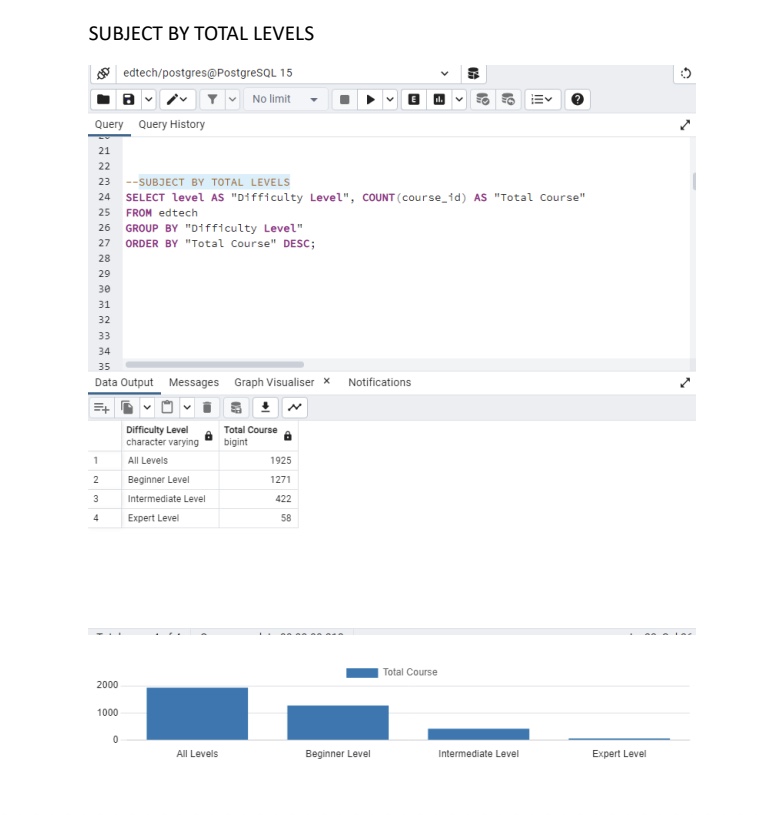 SUBJECT BY TOTAL LEVELS
edtech/postgres@PostgreSQL 15
No limit
E
Query Query History
21
22
23 --SUBJECT BY TOTAL LEVELS
24 SELECT level AS "Difficulty Level", COUNT(course_id) AS "Total Course"
25 FROM edtech
26 GROUP BY "Difficulty Level"
27 ORDER BY "Total Course" DESC;
28
29
30
31
32
33
34
35
Data Output Messages Graph Visualiser × Notifications
Difficulty Level Total Course
character varying bigint
1 All Levels 1925
2 Beginner Level 1271
3 Intermediate Level 422
4 Expert Level 58
Total Course
2000
1000
0
All Levels Beginner Level Intermediate Level Expert Level